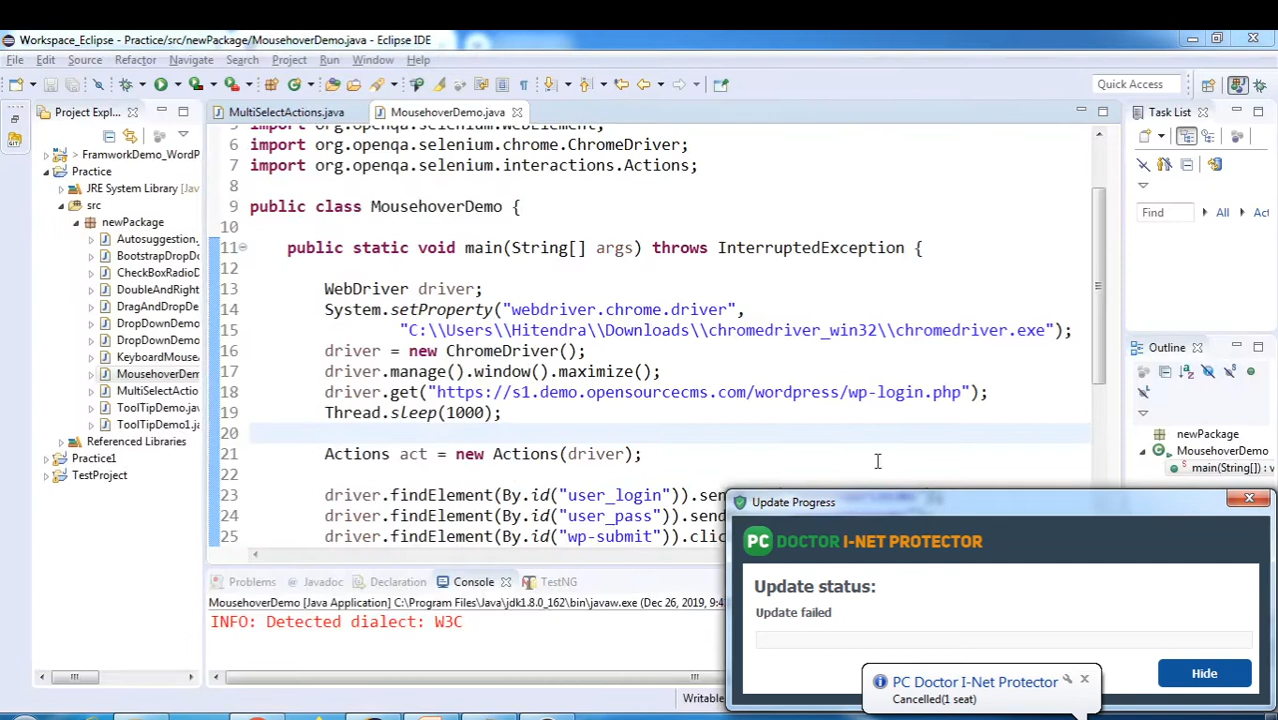 Workspace_Eclipse - Practice/src/newPackage/MousehoverDemo.java - Eclipse IDE
File Edit Source Refactor Navigate Search Project Run Window Help
Quick Access
Project Expl...
MultiSelectActions.java
MousehoverDemo.java
Task List
> FramworkDemo_WordP
Practice
JRE System Library [Jav
src
newPackage
Autosuggestion_
BootstrapDropDo
CheckBoxRadioD
DoubleAndRight
DragAndDropDe
DropDownDemo
DropDownDemo
KeyboardMouse
MousehoverDem
MultiSelectActio
ToolTipDemo.jav
ToolTipDemo1.ja
Referenced Libraries
Practice1
TestProject
5 import org.openqa.selenium.WebElement;
6 import org.openqa.selenium.chrome.ChromeDriver;
7 import org.openqa.selenium.interactions.Actions;
8
9 public class MousehoverDemo {
10
11 public static void main(String[] args) throws InterruptedException {
12
13 WebDriver driver;
14 System.setProperty("webdriver.chrome.driver",
15 "C:\\Users\\Hitendra\\Downloads\\chromedriver_win32\\chromedriver.exe");
16 driver = new ChromeDriver();
17 driver.manage().window().maximize();
18 driver.get("https://s1.demo.opensourcecms.com/wordpress/wp-login.php");
19 Thread.sleep(1000);
20
21 Actions act = new Actions(driver);
22
23 driver.findElement(By.id("user_login")).sen
24 driver.findElement(By.id("user_pass")).send
25 driver.findElement(By.id("wp-submit")).clic
Find All Act
Outline
newPackage
MousehoverDemo
main(String[]) : v
Problems Javadoc Declaration Console TestNG
MousehoverDemo [Java Application] C:\Program Files\Java\jdk1.8.0_162\bin\javaw.exe (Dec 26, 2019, 9:4
INFO: Detected dialect: W3C
Writable
Update Progress
PC DOCTOR I-NET PROTECTOR
Update status:
Update failed
Hide
PC Doctor I-Net Protector
Cancelled(1 seat)